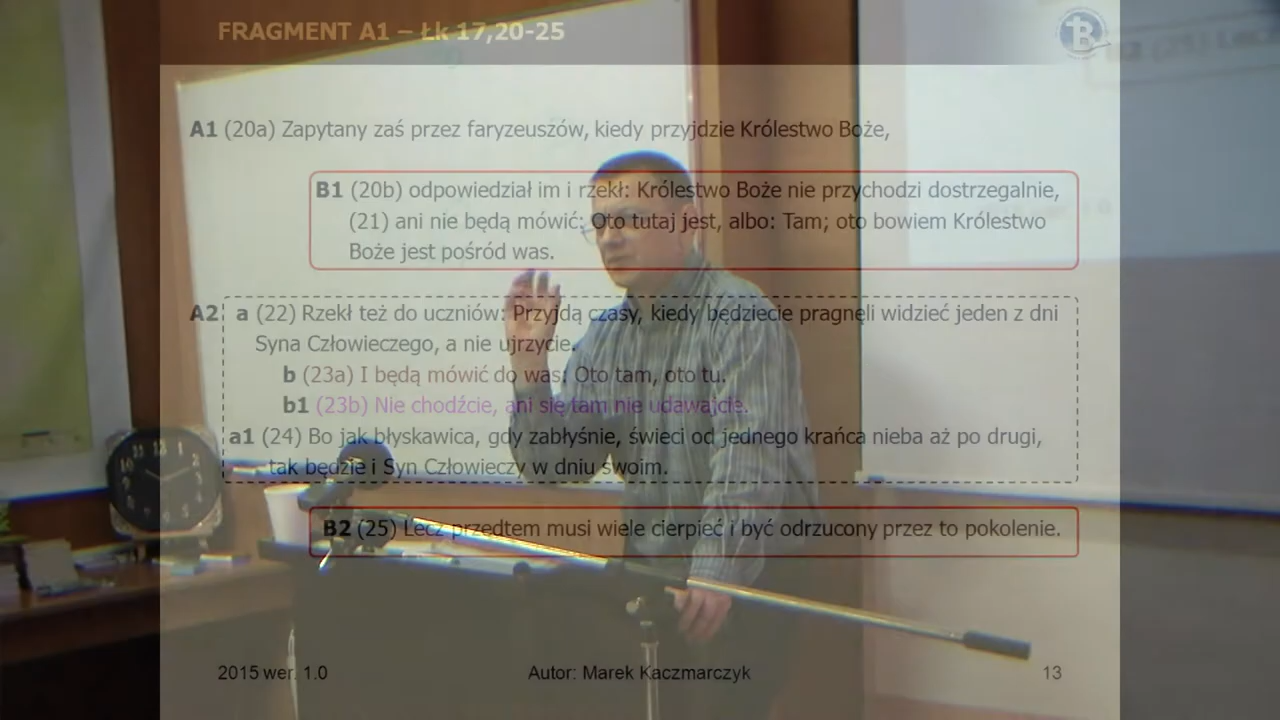 FRAGMENT A1 – Łk 17,20-25
A1 (20a) Zapytany zaś przez faryzeuszów, kiedy przyjdzie Królestwo Boże,
B1 (20b) odpowiedział im i rzekł: Królestwo Boże nie przychodzi dostrzegalnie,
(21) ani nie będą mówić: Oto tutaj jest, albo: Tam; oto bowiem Królestwo
Boże jest pośród was.
A2 a (22) Rzekł też do uczniów: Przyjdą czasy, kiedy będziecie pragnęli widzieć jeden z dni
Syna Człowieczego, a nie ujrzycie.
b (23a) I będą mówić do was: Oto tam, oto tu.
b1 (23b) Nie chodźcie, ani się tam nie udawajcie.
a1 (24) Bo jak błyskawica, gdy zabłyśnie, świeci od jednego krańca nieba aż po drugi,
tak będzie i Syn Człowieczy w dniu swoim.
B2 (25) Lecz przedtem musi wiele cierpieć i być odrzucony przez to pokolenie.
2015 wer. 1.0
Autor: Marek Kaczmarczyk
13